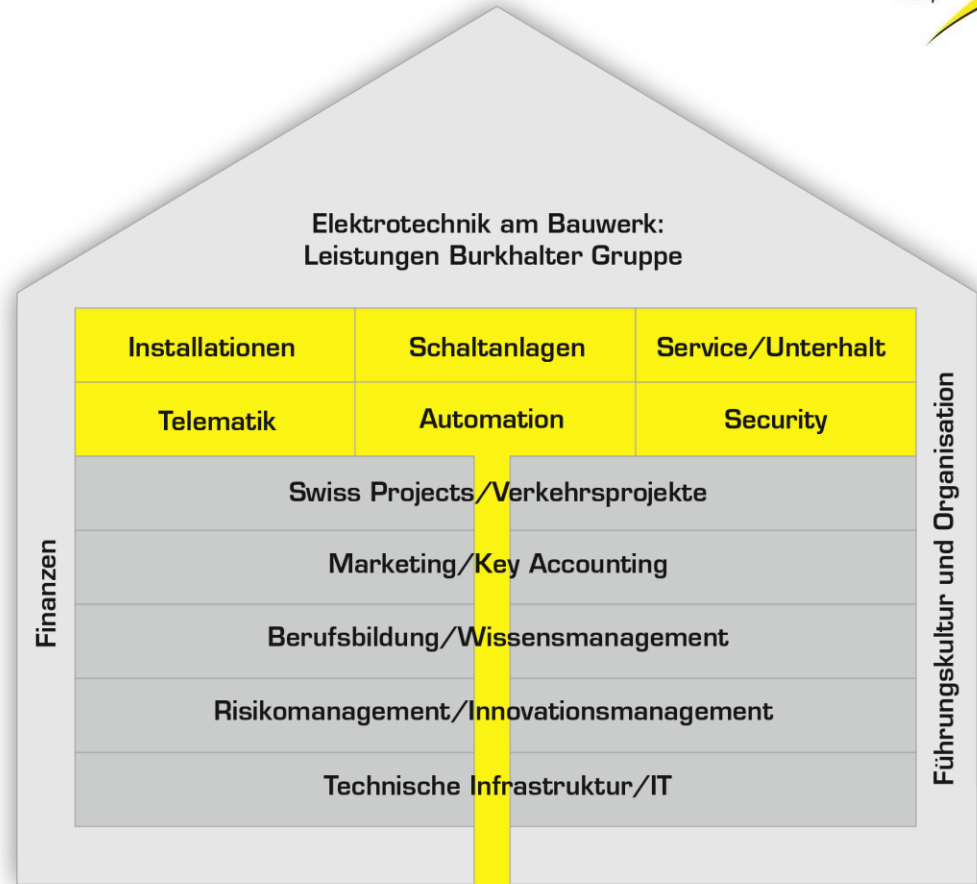 Elektrotechnik am Bauwerk:
Leistungen Burkhalter Gruppe
Installationen
Schaltanlagen
Service/Unterhalt
Telematik
Automation
Security
Swiss Projects/Verkehrsprojekte
Marketing/Key Accounting
Berufsbildung/Wissensmanagement
Risikomanagement/Innovationsmanagement
Technische Infrastruktur/IT
Finanzen
Führungskultur und Organisation